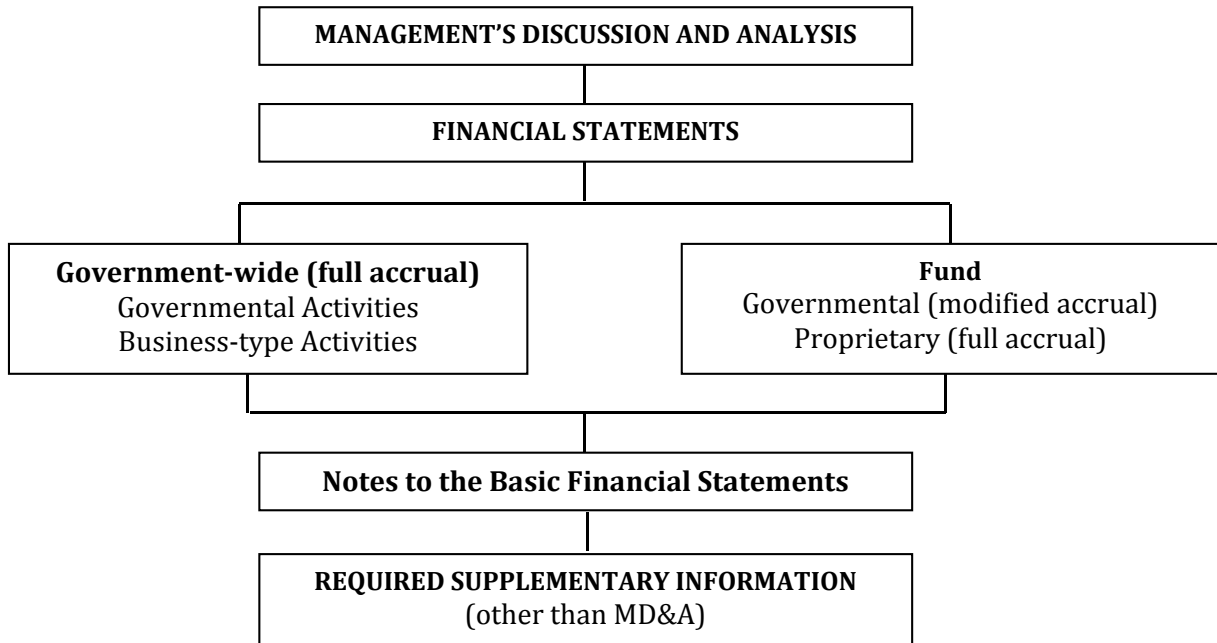 MANAGEMENT’S DISCUSSION AND ANALYSIS
FINANCIAL STATEMENTS
Government-wide (full accrual)
Governmental Activities
Business-type Activities
Fund
Governmental (modified accrual)
Proprietary (full accrual)
Notes to the Basic Financial Statements
REQUIRED SUPPLEMENTARY INFORMATION
(other than MD&A)